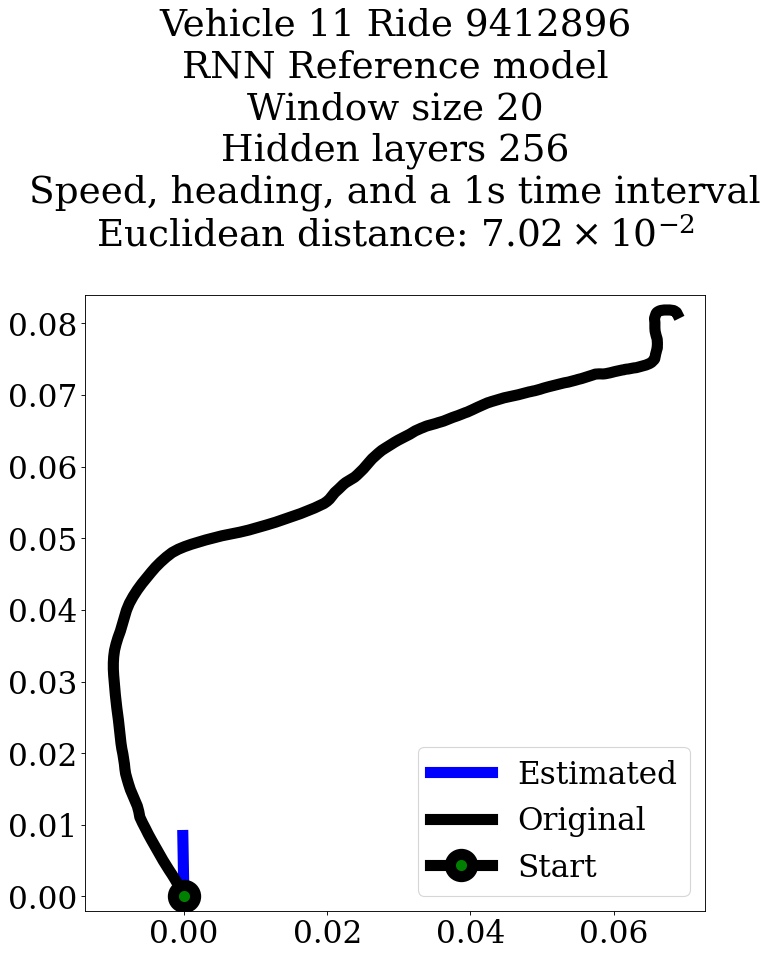 Vehicle 11 Ride 9412896
RNN Reference model
Window size 20
Hidden layers 256
Speed, heading, and a 1s time interval
Euclidean distance: 7.02 × 10⁻²
0.08
0.07
0.06
0.05
0.04
0.03
0.02
0.01
0.00
Estimated
Original
Start
0.00 0.02 0.04 0.06